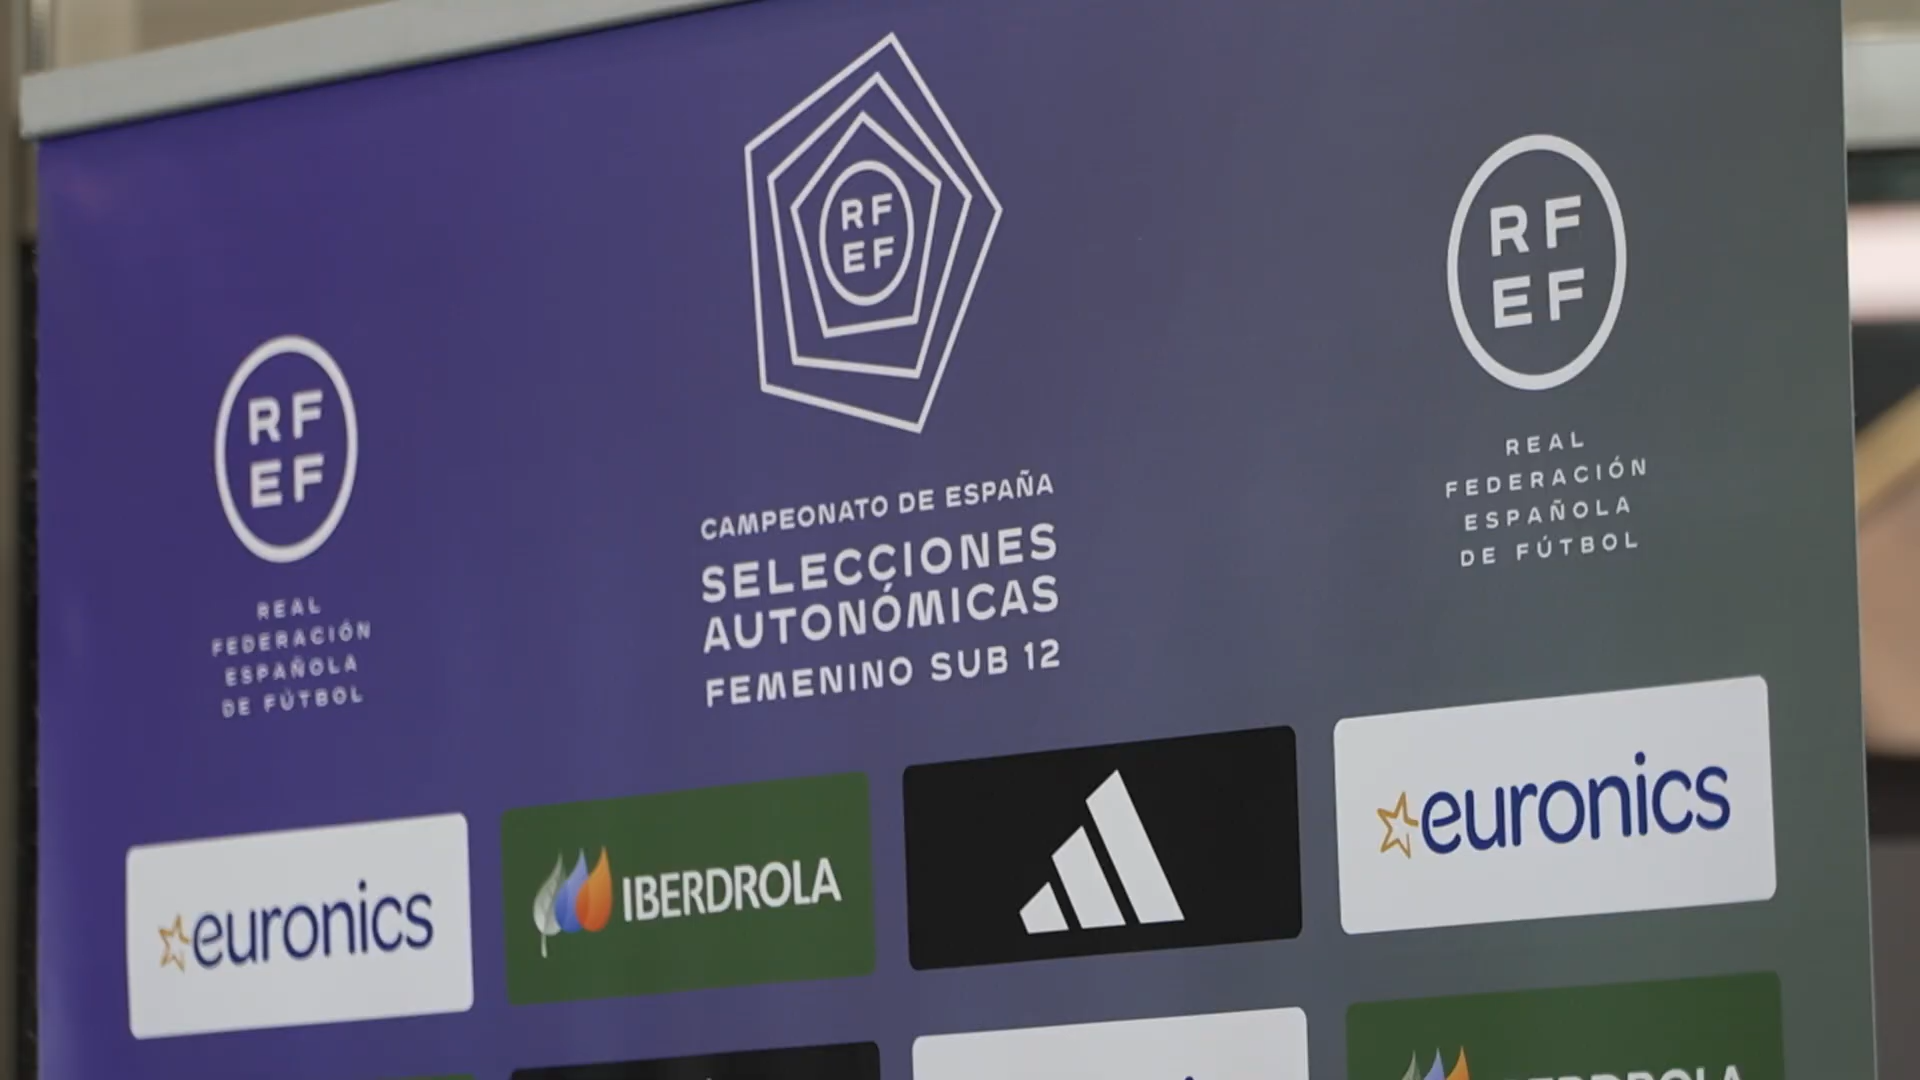 RF
EF
REAL
FEDERACIÓN
ESPAÑOLA
DE FÚTBOL
RF
EF
CAMPEONATO DE ESPAÑA
SELECCIONES
AUTONÓMICAS
FEMENINO SUB 12
RF
EF
REAL
FEDERACIÓN
ESPAÑOLA
DE FÚTBOL
euronics
IBERDROLA
euronics
IBERDROLA